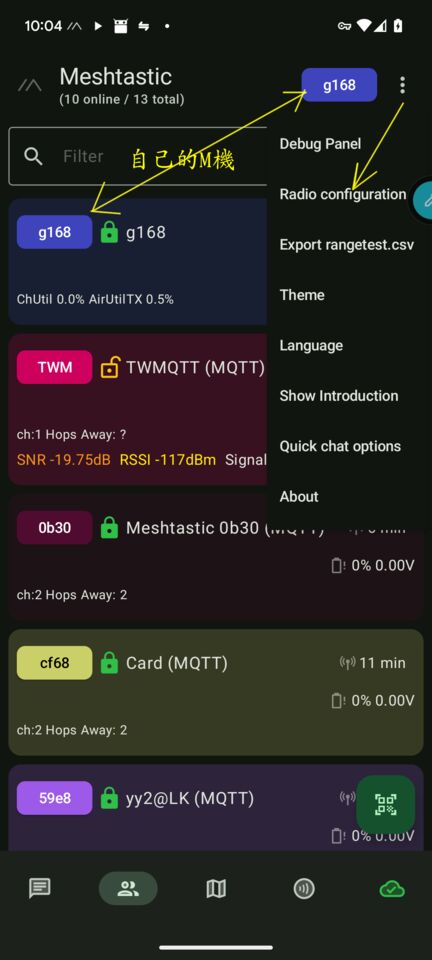 10:04
Meshtastic
(10 online / 13 total)
g168
Filter
自己的M機
Debug Panel
Radio configuration
Export rangetest.csv
Theme
Language
Show Introduction
Quick chat options
About
g168 g168
ChUtil 0.0% AirUtilTX 0.5%
TWM TWMQTT (MQTT)
ch:1 Hops Away: ?
SNR -19.75dB RSSI -117dBm Signal
0b30 Meshtastic 0b30 (MQTT)
0% 0.00V
ch:2 Hops Away: 2
cf68 Card (MQTT) 11 min
0% 0.00V
ch:2 Hops Away: 2
59e8 yy2@LK (MQTT)
0% 0.00V